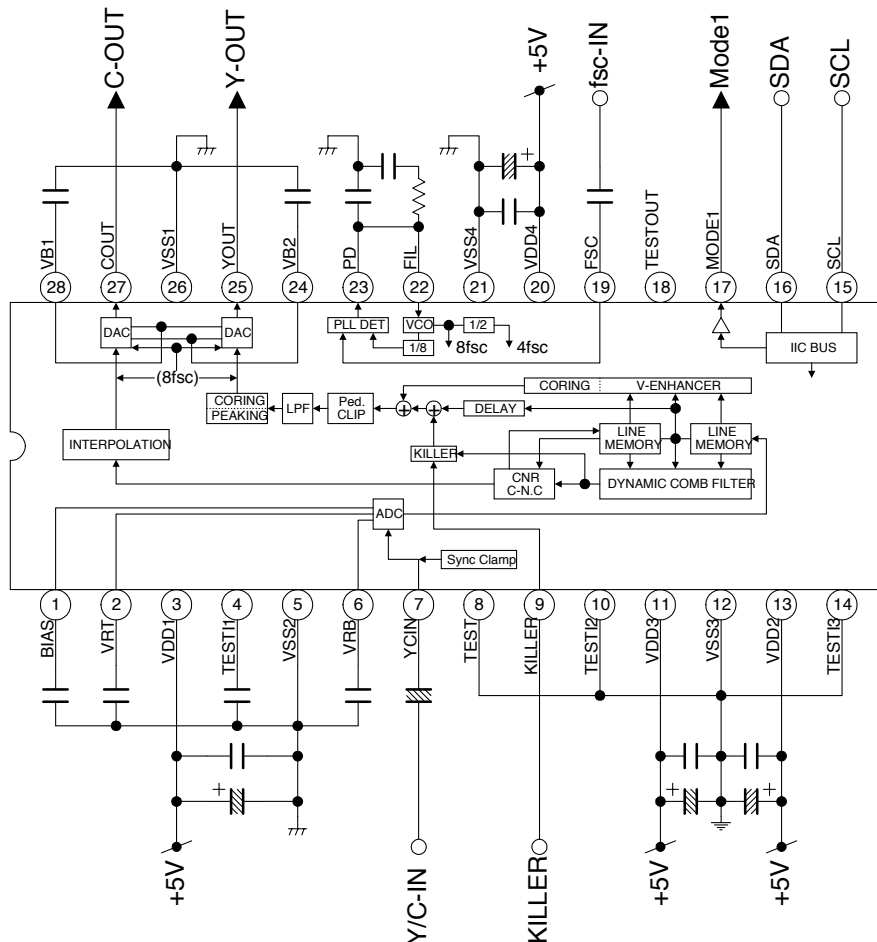 C-OUT
Y-OUT
+5V
fsc-IN
Mode1
SDA
SCL
+
VB1
COUT
VSS1
YOUT
VB2
PD
FIL
VSS4
VDD4
FSC
TESTOUT
MODE1
SDA
SCL
28
27
26
25
24
23
22
21
20
19
18
17
16
15
DAC
DAC
PLL DET
VCO
1/2
1/8
8fsc
4fsc
IIC BUS
(8fsc)
CORING
V-ENHANCER
CORING
PEAKING
LPF
Ped.
CLIP
+
+
DELAY
INTERPOLATION
KILLER
LINE
MEMORY
LINE
MEMORY
CNR
C-N.C
DYNAMIC COMB FILTER
ADC
Sync Clamp
1
2
3
4
5
6
7
8
9
10
11
12
13
14
BIAS
VRT
VDD1
TESTI1
VSS2
VRB
YCIN
TEST
KILLER
TESTI2
VDD3
VSS3
VDD2
TESTI3
+
+
+
+5V
Y/C-IN
KILLER
+5V
+5V